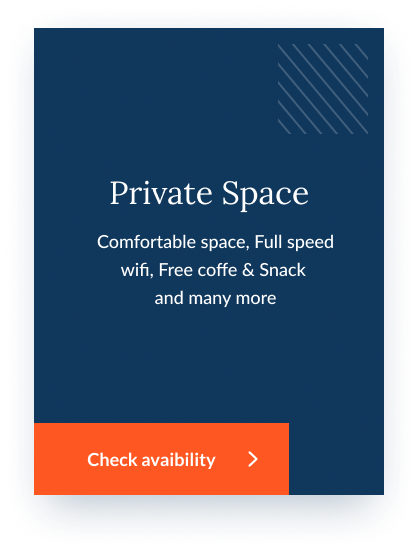 Private Space
Comfortable space, Full speed
wifi, Free coffe & Snack
and many more
Check avaibility